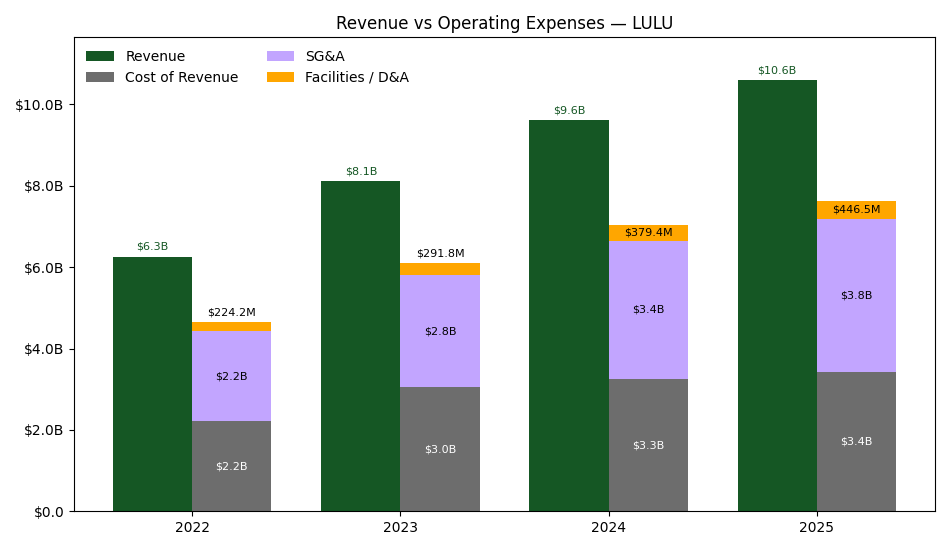 Revenue vs Operating Expenses — LULU
Revenue
Cost of Revenue
SG&A
Facilities / D&A
$10.0B
$8.0B
$6.0B
$4.0B
$2.0B
$0.0
$6.3B
$224.2M
$2.2B
$2.2B
$8.1B
$291.8M
$2.8B
$3.0B
$9.6B
$379.4M
$3.4B
$3.3B
$10.6B
$446.5M
$3.8B
$3.4B
2022
2023
2024
2025